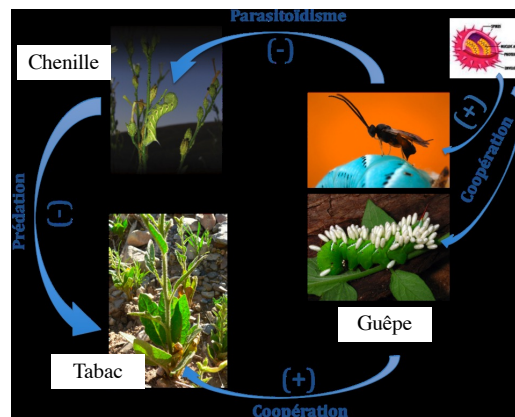 Parasitoïdisme
(-)
Chenille
(+)
Coopération
Prédation
(-)
Guêpe
Tabac
(+)
Coopération